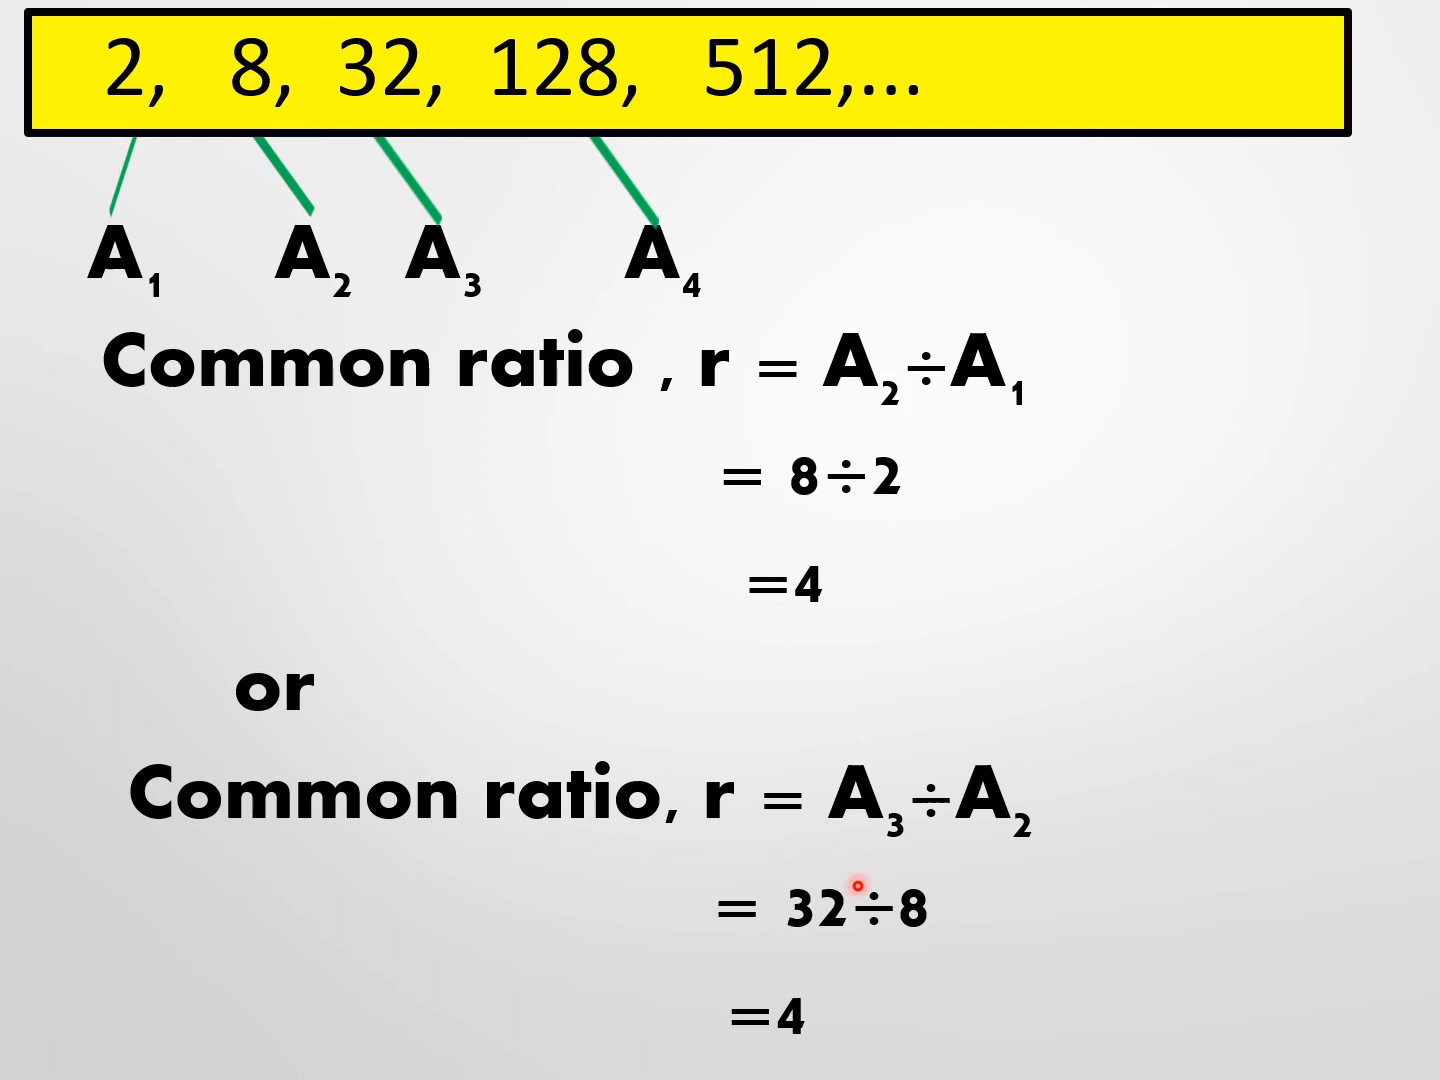 2, 8, 32, 128, 512,...
A₁ A₂ A₃ A₄
Common ratio , r = A₂÷A₁
= 8÷2
=4
or
Common ratio, r = A₃÷A₂
= 32÷8
=4